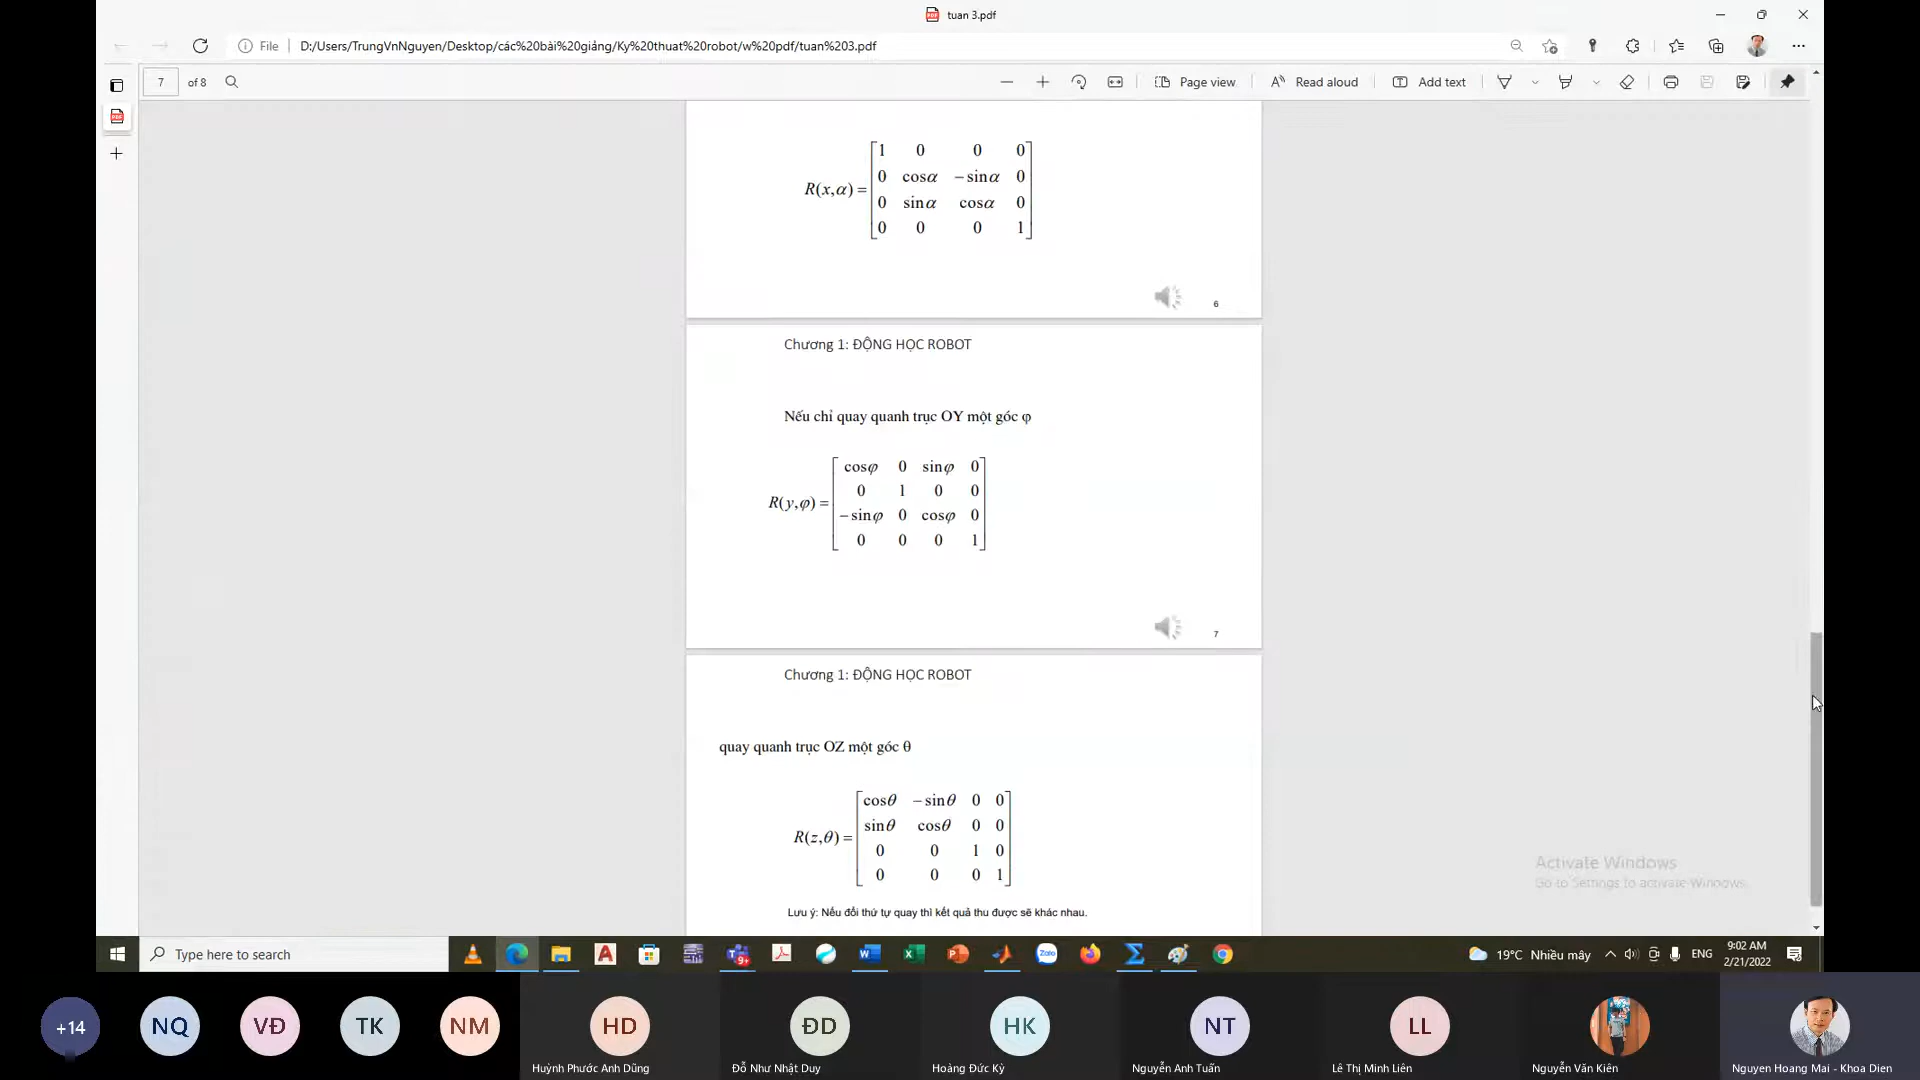 tuan 3.pdf
File D:/Users/TrungVnNguyen/Desktop/các%20bài%20giảng/Ky%20thuat%20robot/w%20pdf/tuan%203.pdf
7 of 8 Page view Read aloud Add text
R(x,α) =
1 0 0 0
0 cosα −sinα 0
0 sinα cosα 0
0 0 0 1
6
Chương 1: ĐỘNG HỌC ROBOT
Nếu chỉ quay quanh trục OY một góc φ
R(y,φ) =
cosφ 0 sinφ 0
0 1 0 0
−sinφ 0 cosφ 0
0 0 0 1
7
Chương 1: ĐỘNG HỌC ROBOT
quay quanh trục OZ một góc θ
R(z,θ) =
cosθ −sinθ 0 0
sinθ cosθ 0 0
0 0 1 0
0 0 0 1
Lưu ý: Nếu đổi thứ tự quay thì kết quả thu được sẽ khác nhau.
Activate Windows
Go to Settings to activate Windows.
Type here to search
19°C Nhiều mây ENG 9:02 AM
2/21/2022
+14 NQ VĐ TK NM HD ĐD HK NT LL
Huỳnh Phước Anh Dũng Đỗ Như Nhật Duy Hoàng Đức Kỳ Nguyễn Anh Tuấn Lê Thị Minh Liên Nguyễn Văn Kiên Nguyen Hoang Mai - Khoa Dien